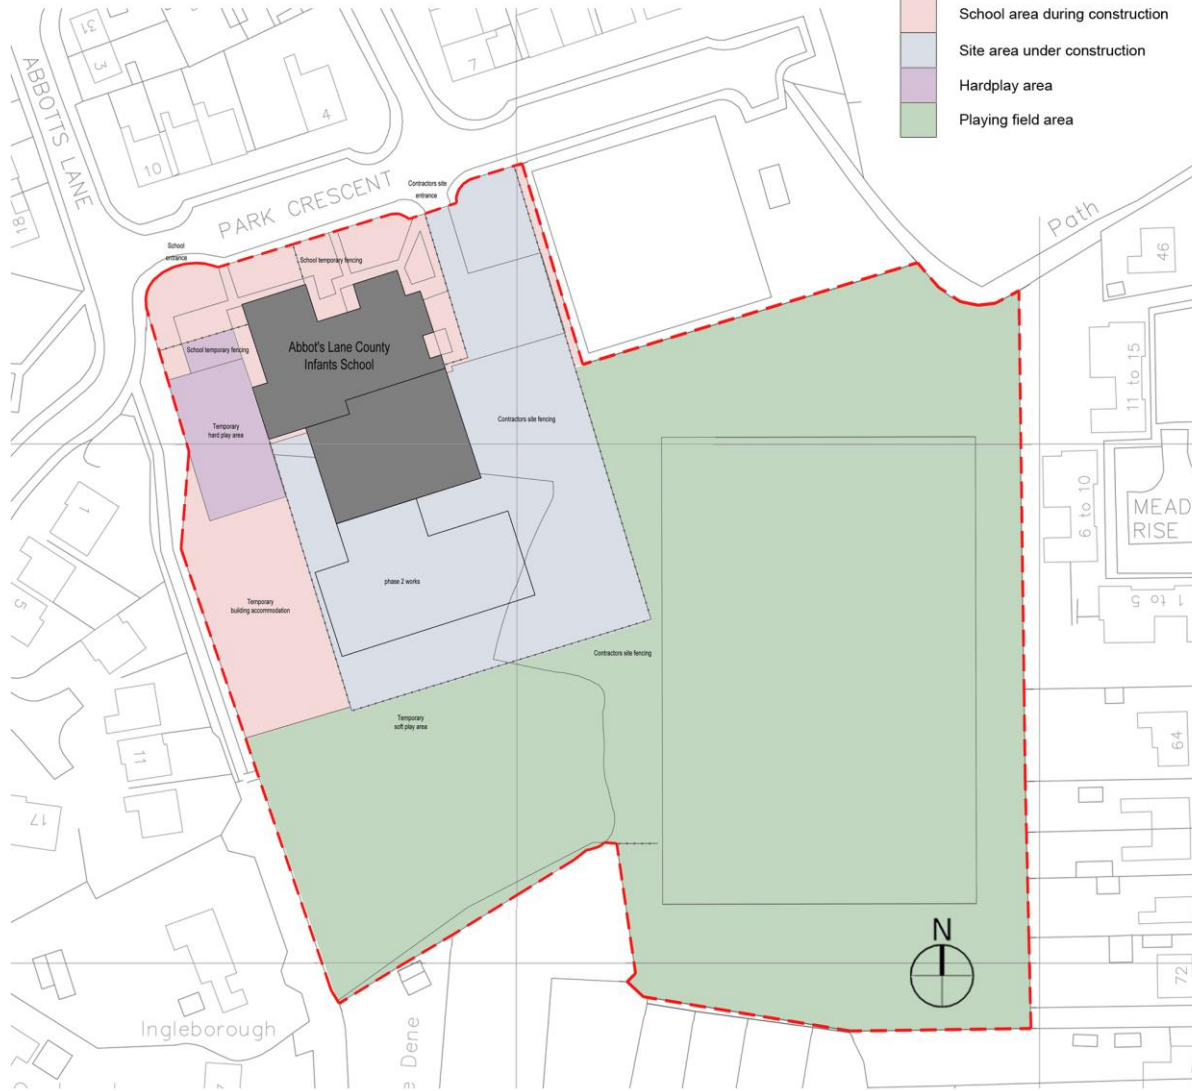 School area during construction
Site area under construction
Hardplay area
Playing field area
31
3
ABBOTTS LANE
18
10
4
7
PARK CRESCENT
Contractors site
entrance
School
entrance
School temporary fencing
Path
46
Abbot's Lane County
Infants School
School temporary fencing
11 to 15
Temporary
hard play area
Contractors site fencing
6 to 10
MEAD
RISE
1
5
phase 2 works
1 to 5
Temporary
building accommodation
Contractors site fencing
Temporary
soft play area
11
64
17
N
72
Ingleborough
e Dene